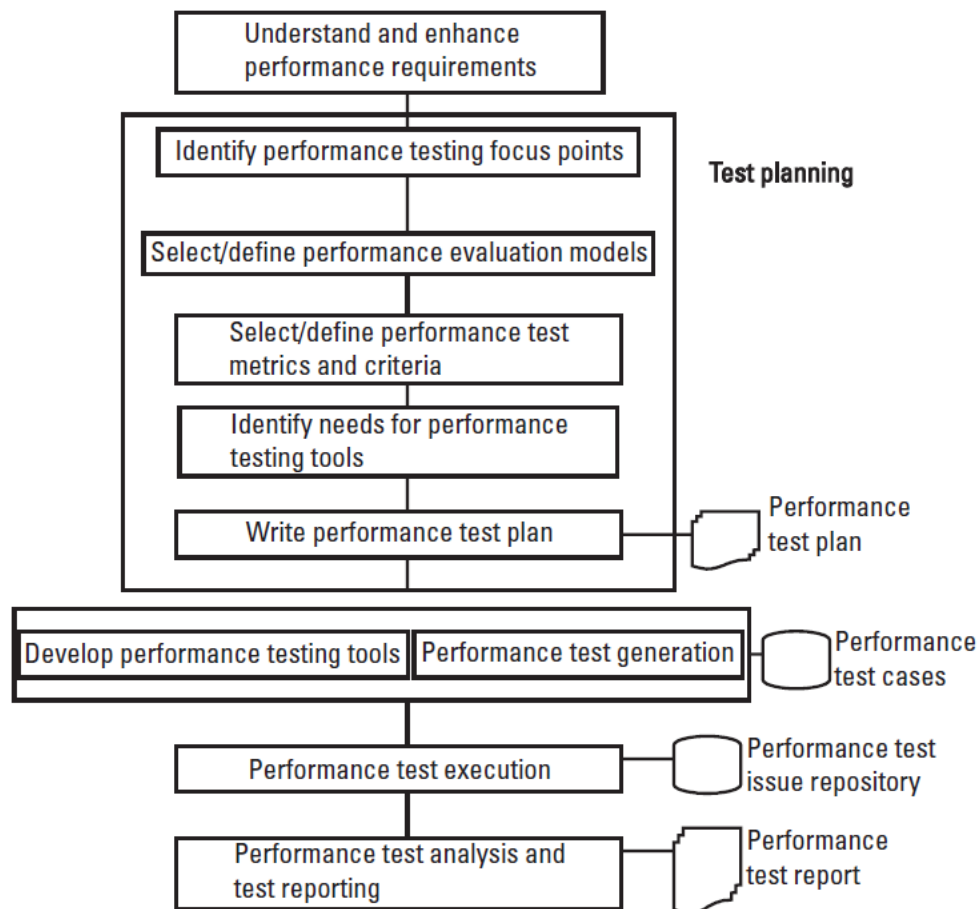 Understand and enhance
performance requirements
Identify performance testing focus points
Test planning
Select/define performance evaluation models
Select/define performance test
metrics and criteria
Identify needs for performance
testing tools
Write performance test plan
Performance
test plan
Develop performance testing tools
Performance test generation
Performance
test cases
Performance test execution
Performance test
issue repository
Performance test analysis and
test reporting
Performance
test report